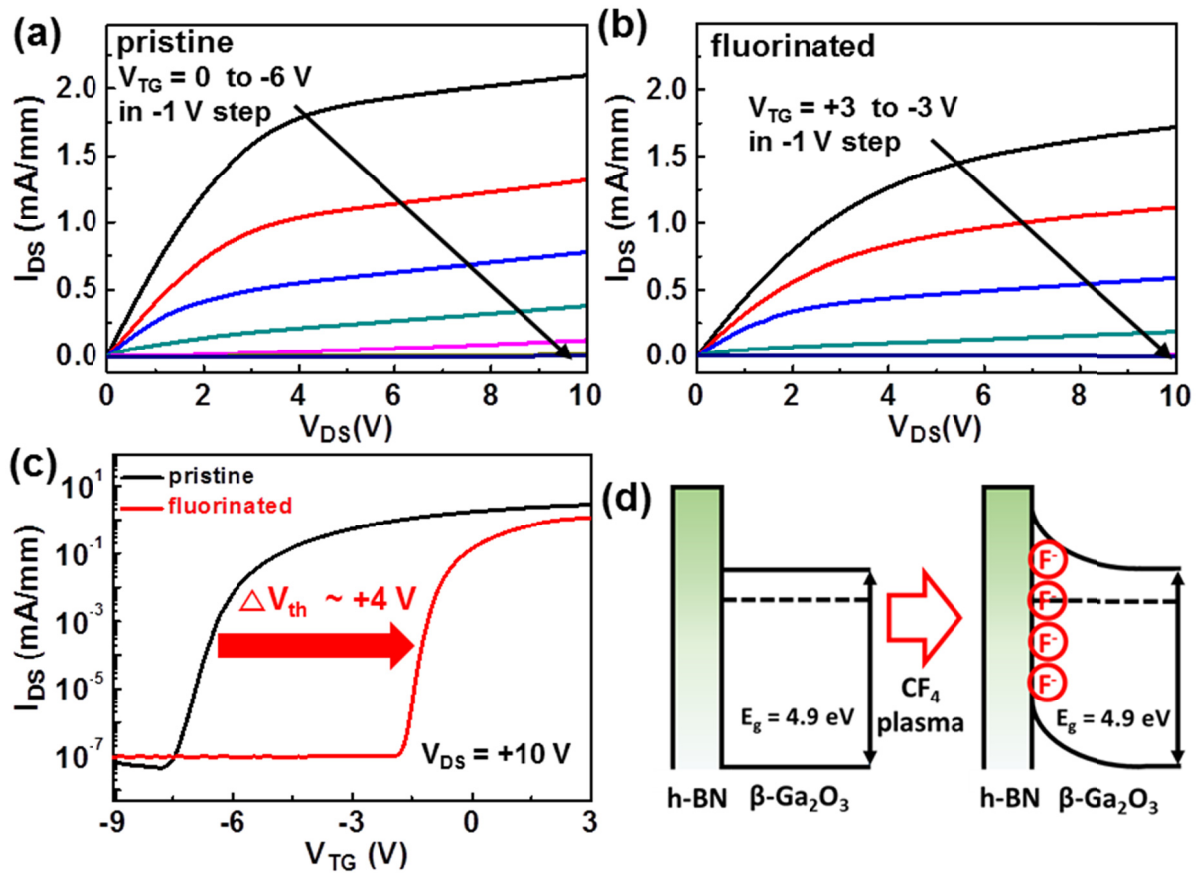 (a)
pristine
V_TG = 0 to -6 V
in -1 V step
I_DS (mA/mm)
2.0
1.5
1.0
0.5
0.0
0 2 4 6 8 10
V_DS(V)
(b)
fluorinated
V_TG = +3 to -3 V
in -1 V step
I_DS (mA/mm)
2.0
1.5
1.0
0.5
0.0
0 2 4 6 8 10
V_DS(V)
(c)
pristine
fluorinated
△V_th ~ +4 V
V_DS = +10 V
I_DS (mA/mm)
10^1
10^-1
10^-3
10^-5
10^-7
-9 -6 -3 0 3
V_TG (V)
(d)
E_g = 4.9 eV
h-BN β-Ga₂O₃
CF₄
plasma
F⁻
F⁻
F⁻
F⁻
E_g = 4.9 eV
h-BN β-Ga₂O₃